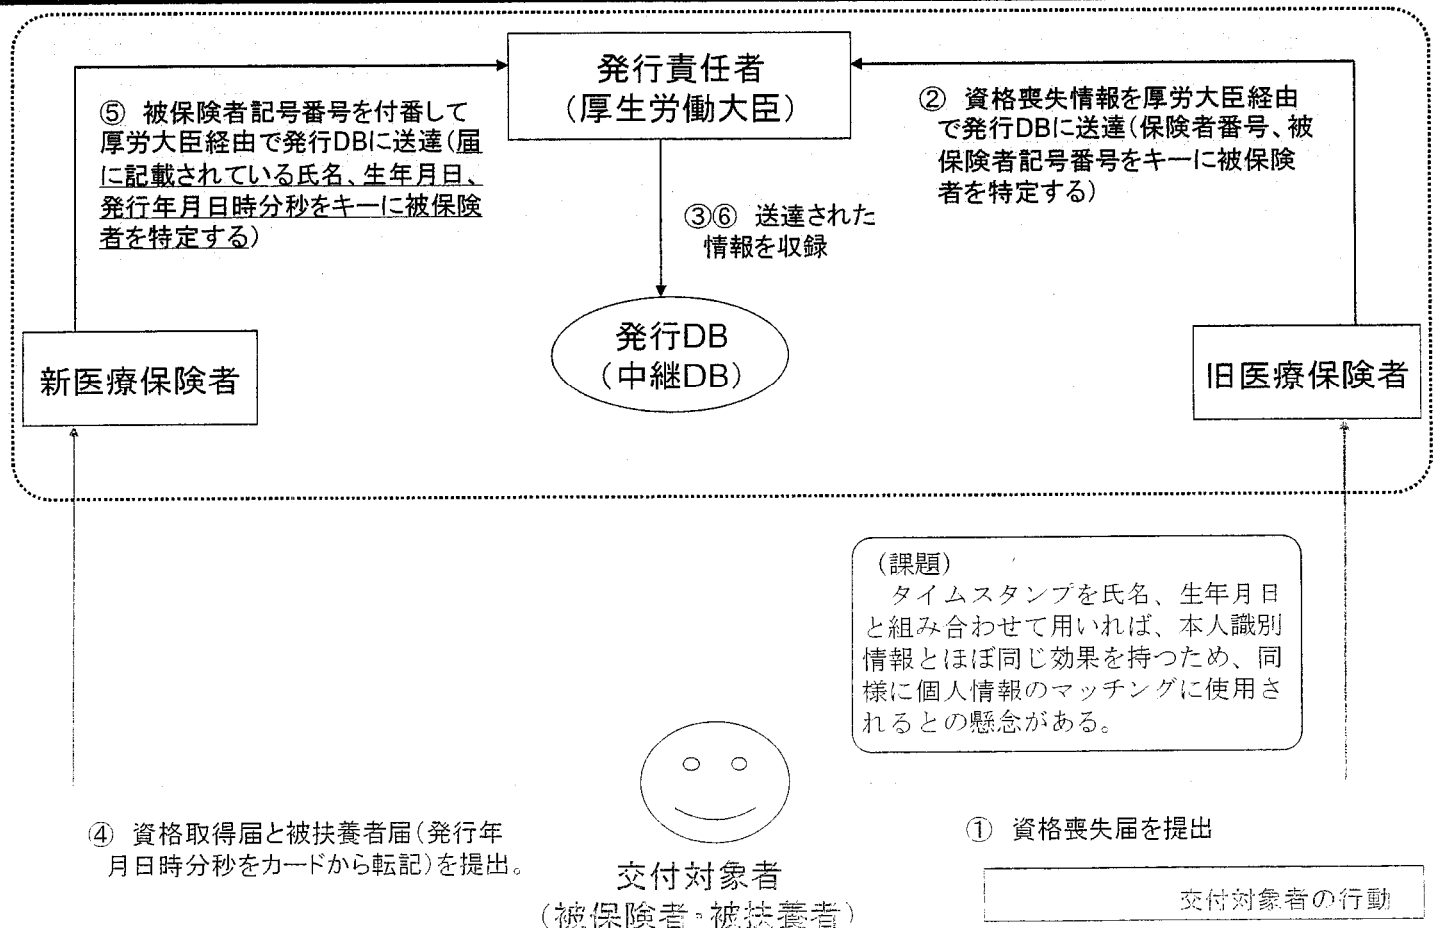 発行責任者
（厚生労働大臣）
⑤ 被保険者記号番号を付番して
厚労大臣経由で発行DBに送達（届
に記載されている氏名、生年月日、
発行年月日時分秒をキーに被保険
者を特定する）
② 資格喪失情報を厚労大臣経由
で発行DBに送達（保険者番号、被
保険者記号番号をキーに被保険
者を特定する）
③⑥ 送達された
情報を収録
発行DB
（中継DB）
新医療保険者
旧医療保険者
（課題）
タイムスタンプを氏名、生年月日
と組み合わせて用いれば、本人識別
情報とほぼ同じ効果を持つため、同
様に個人情報のマッチングに使用さ
れるとの懸念がある。
④ 資格取得届と被扶養者届（発行年
月日時分秒をカードから転記）を提出。
① 資格喪失届を提出
交付対象者
（被保険者・被扶養者）
交付対象者の行動